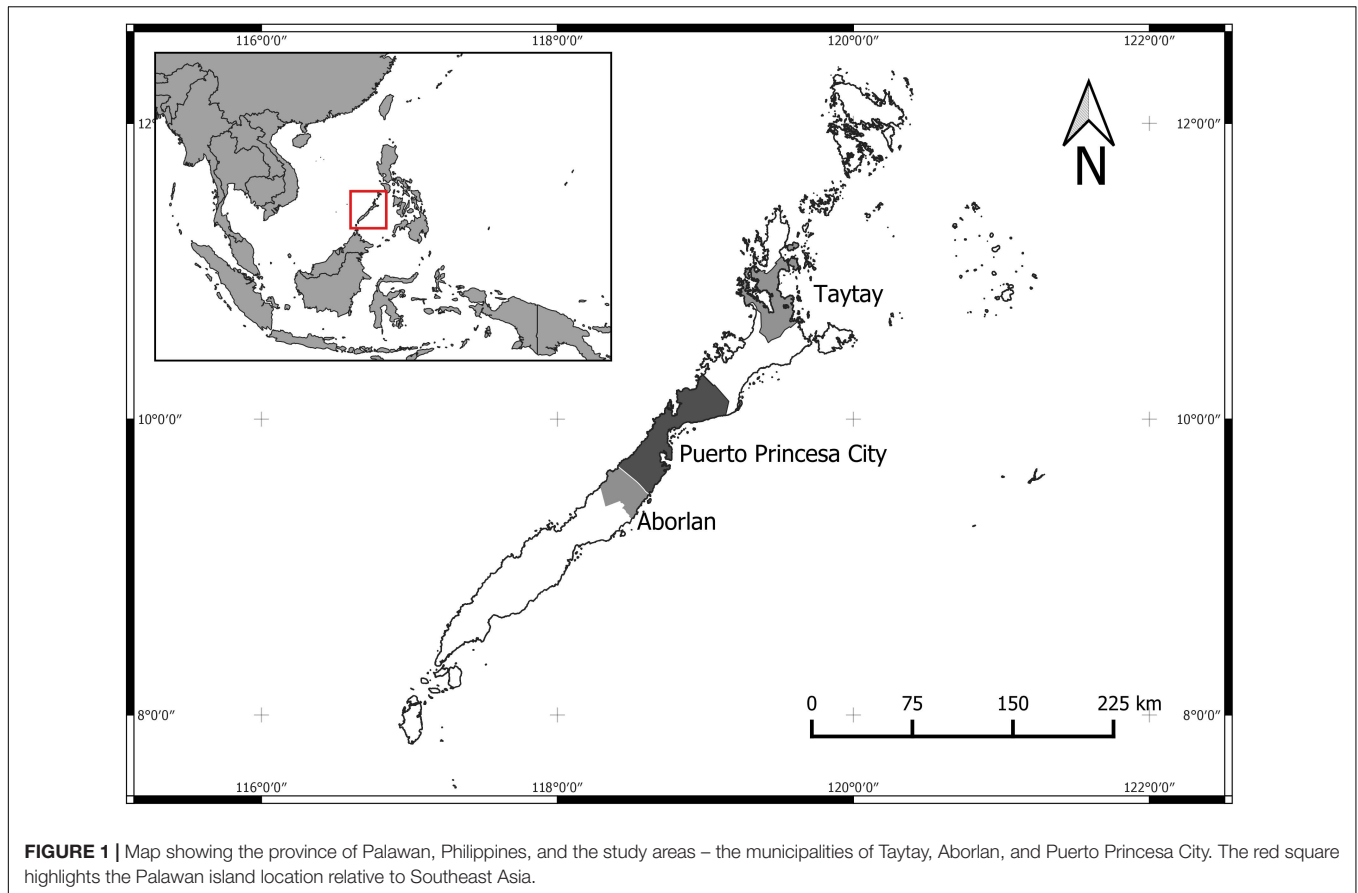 116°0′0″ 118°0′0″ 120°0′0″ 122°0′0″
12° 12°0′0″
N
Taytay
10°0′0″ 10°0′0″
Puerto Princesa City
Aborlan
0 75 150 225 km
8°0′0″ 8°0′0″
116°0′0″ 118°0′0″ 120°0′0″ 122°0′0″
FIGURE 1 | Map showing the province of Palawan, Philippines, and the study areas – the municipalities of Taytay, Aborlan, and Puerto Princesa City. The red square
highlights the Palawan island location relative to Southeast Asia.